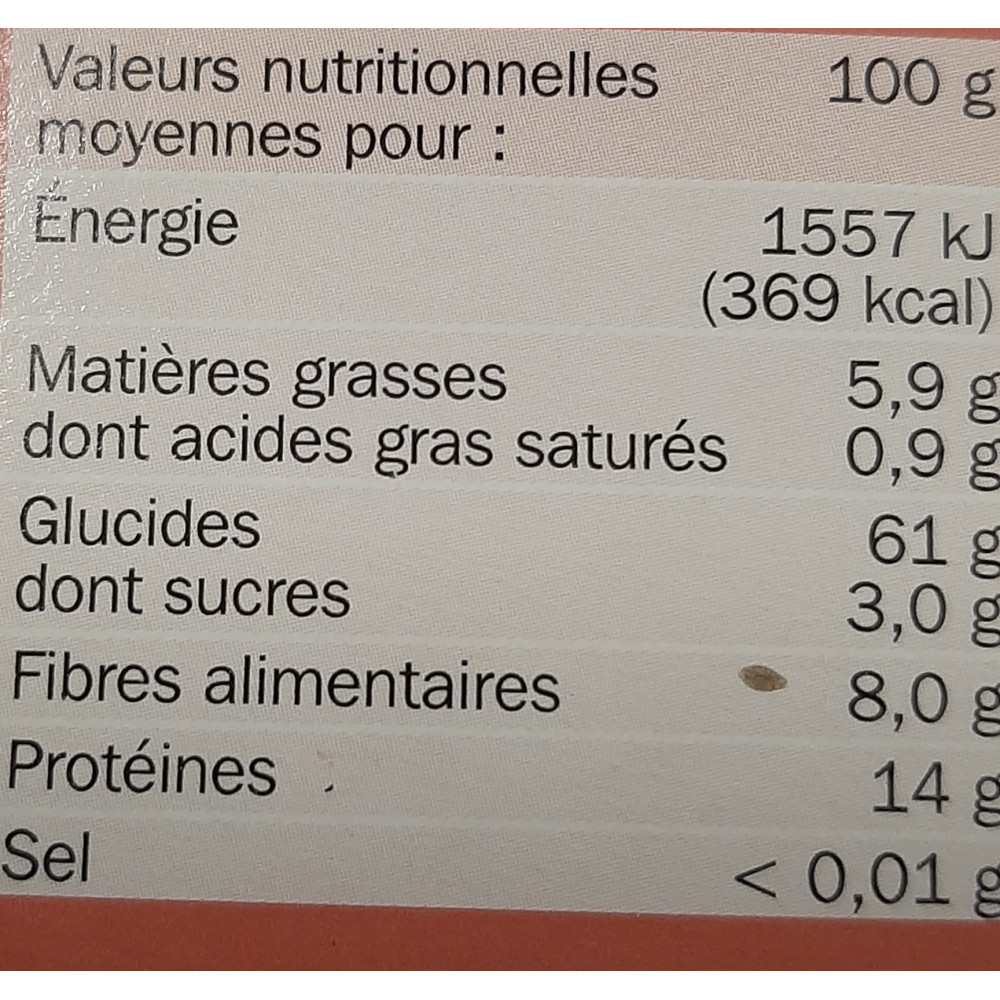 Valeurs nutritionnelles 100 g
moyennes pour :
Énergie 1557 kJ
(369 kcal)
Matières grasses 5,9 g
dont acides gras saturés 0,9 g
Glucides 61 g
dont sucres 3,0 g
Fibres alimentaires 8,0 g
Protéines 14 g
Sel < 0,01 g